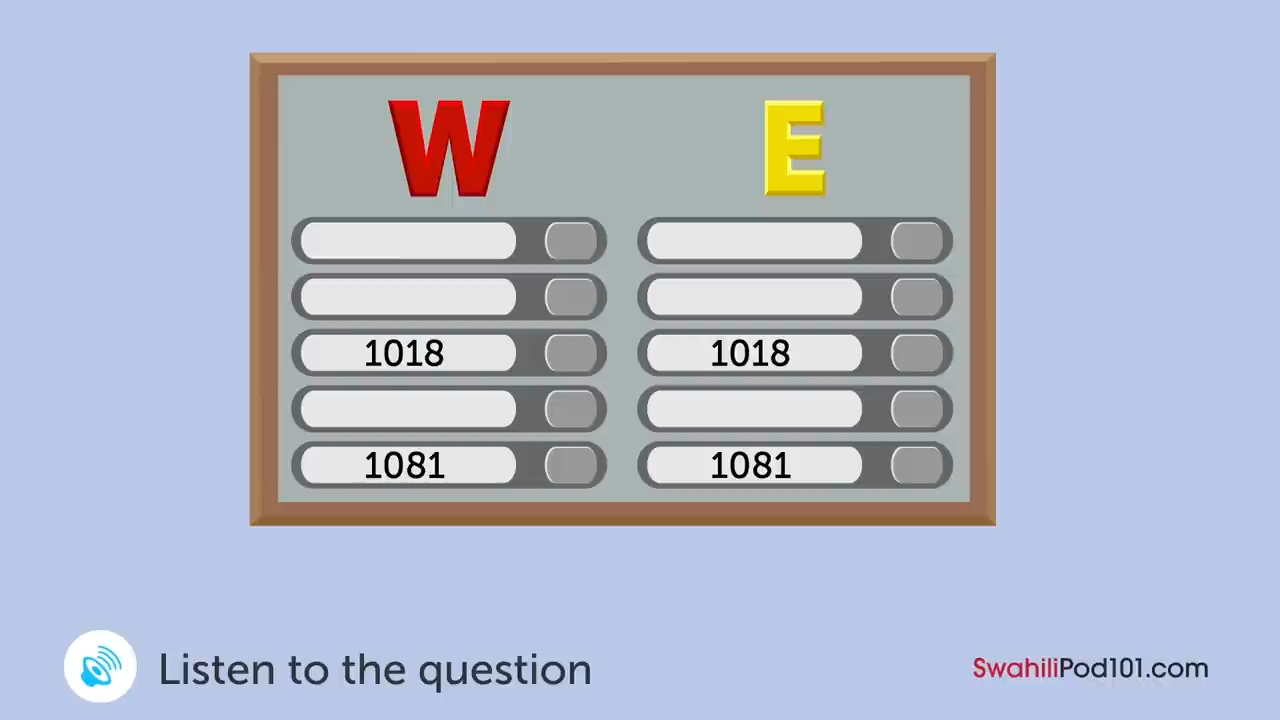 W E
1018 1018
1081 1081
Listen to the question
SwahiliPod101.com